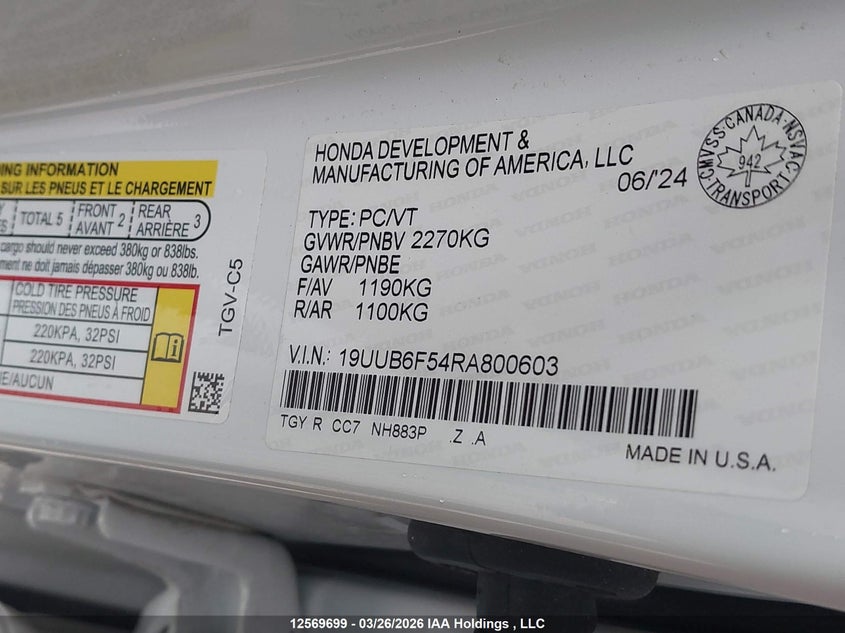 DING INFORMATION
SUR LES PNEUS ET LE CHARGEMENT
TOTAL 5 FRONT AVANT 2 REAR ARRIÈRE 3
cargo should never exceed 380kg or 838lbs.
ment ne doit jamais dépasser 380kg ou 838lb.
COLD TIRE PRESSURE
PRESSION DES PNEUS À FROID
220KPA, 32PSI
220KPA, 32PSI
E/AUCUN
TGV-C5
HONDA DEVELOPMENT &
MANUFACTURING OF AMERICA, LLC
06/'24
CMVSS·CANADA·NSVAC
942
TRANSPORT
TYPE: PC/VT
GVWR/PNBV 2270KG
GAWR/PNBE
F/AV 1190KG
R/AR 1100KG
V.I.N.: 19UUB6F54RA800603
TGY R CC7 NH883P .Z .A
MADE IN U.S.A.
12569699 - 03/26/2026 IAA Holdings , LLC